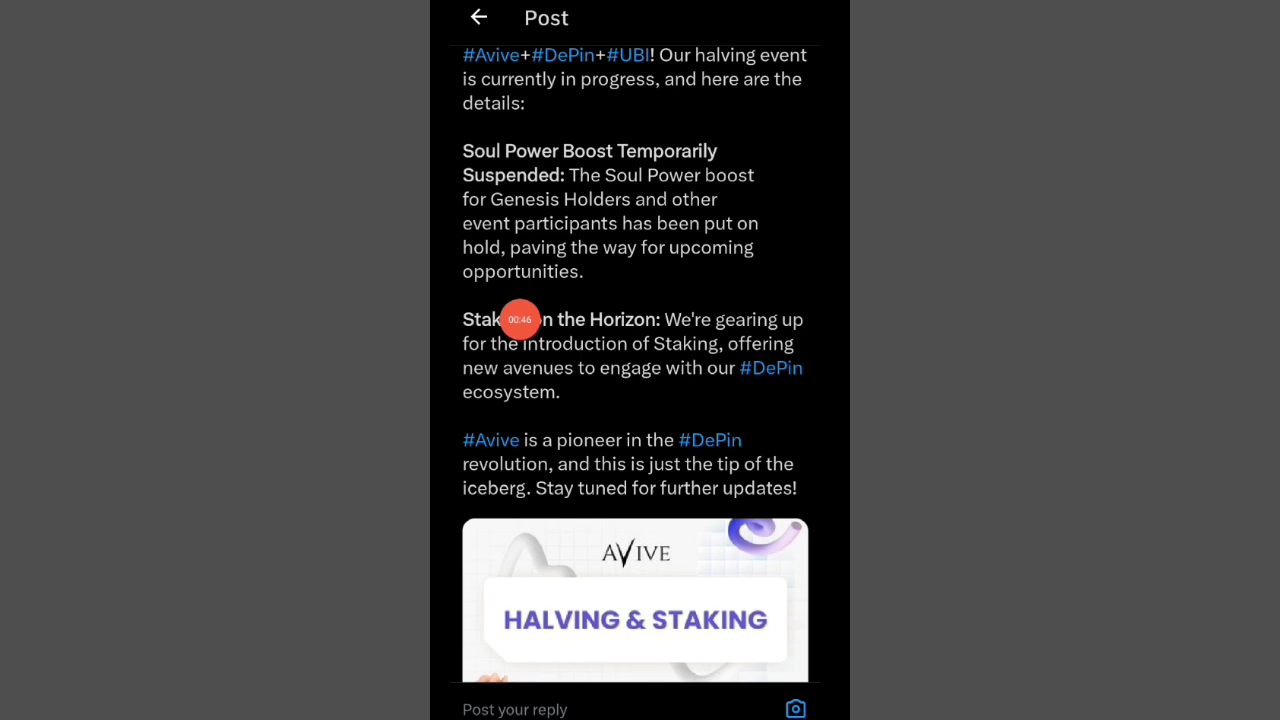 Post
#Avive+#DePin+#UBI! Our halving event
is currently in progress, and here are the
details:
Soul Power Boost Temporarily
Suspended: The Soul Power boost
for Genesis Holders and other
event participants has been put on
hold, paving the way for upcoming
opportunities.
Stak 00:46 n the Horizon: We're gearing up
for the introduction of Staking, offering
new avenues to engage with our #DePin
ecosystem.
#Avive is a pioneer in the #DePin
revolution, and this is just the tip of the
iceberg. Stay tuned for further updates!
AVIVE
HALVING & STAKING
Post your reply